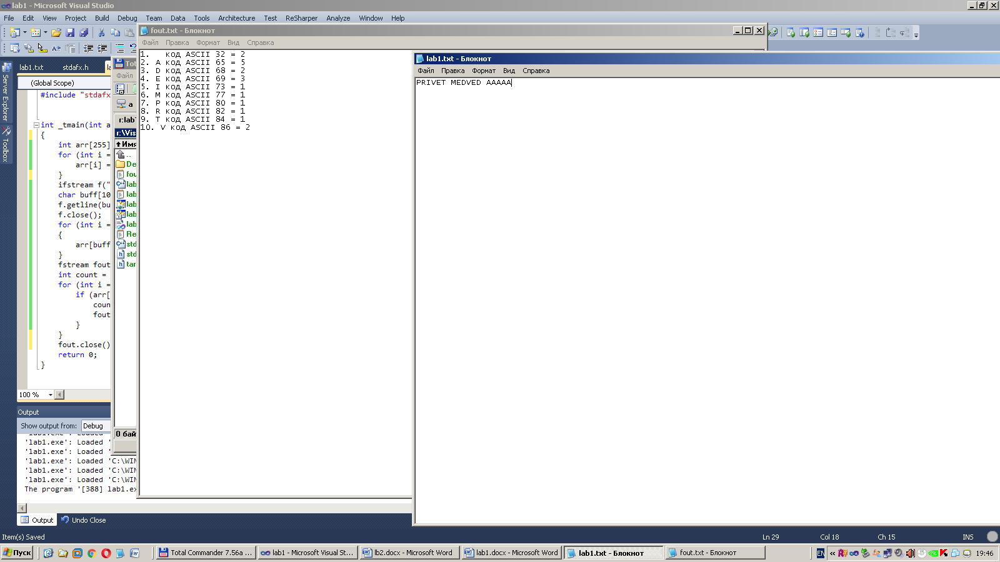 lab1 - Microsoft Visual Studio
File Edit View Project Build Debug Team Data Tools Architecture Test ReSharper Analyze Window Help
fout.txt - Блокнот
Файл Правка Формат Вид Справка
1.   код ASCII 32 = 2
2. A код ASCII 65 = 5
3. D код ASCII 68 = 2
4. E код ASCII 69 = 3
5. I код ASCII 73 = 1
6. M код ASCII 77 = 1
7. P код ASCII 80 = 1
8. R код ASCII 82 = 1
9. T код ASCII 84 = 1
10. V код ASCII 86 = 2
lab1.txt - Блокнот
Файл Правка Формат Вид Справка
PRIVET MEDVED AAAAA
Server Explorer
Toolbox
lab1.txt stdafx.h
(Global Scope)
#include "stdafx
int _tmain(int a
{
int arr[255]
for (int i =
arr[i] =
}
ifstream f("
char buff[10
f.getline(bu
f.close();
for (int i =
{
arr[buff
}
fstream fout
int count =
for (int i =
if (arr[
coun
fout
}
}
fout.close()
return 0;
}
100 %
Tot
Файл
a
r:\lab
r:\Vis
Имя
..
De
fou
lab
lab
lab
lab
lab
Re
std
std
tar
0 бай
Output
Show output from: Debug
'lab1.exe': Loaded '
'lab1.exe': Loaded '
'lab1.exe': Loaded 'C:\WIN
'lab1.exe': Loaded 'C:\WIN
'lab1.exe': Loaded 'C:\WIN
The program '[388] lab1.ex
Output Undo Close
Item(s) Saved Ln 29 Col 18 Ch 15 INS
Пуск Total Commander 7.56a ... lab1 - Microsoft Visual St... lb2.docx - Microsoft Word lab1.docx - Microsoft Word lab1.txt - Блокнот fout.txt - Блокнот EN 19:46